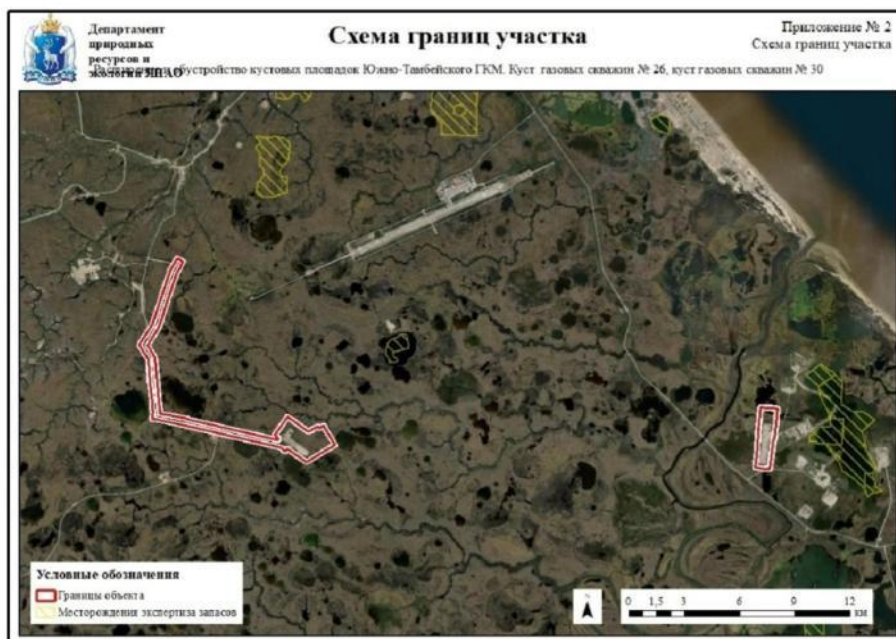 Департамент
природных
ресурсов и
экологии ЯНАО
Схема границ участка
Приложение № 2
Схема границ участка
обустройство кустовых площадок Южно-Тамбейского ГКМ. Куст газовых скважин № 26, куст газовых скважин № 30
Условные обозначения
Границы объекта
Месторождения экспертиза запасов
0 1,5 3 6 9 12
км